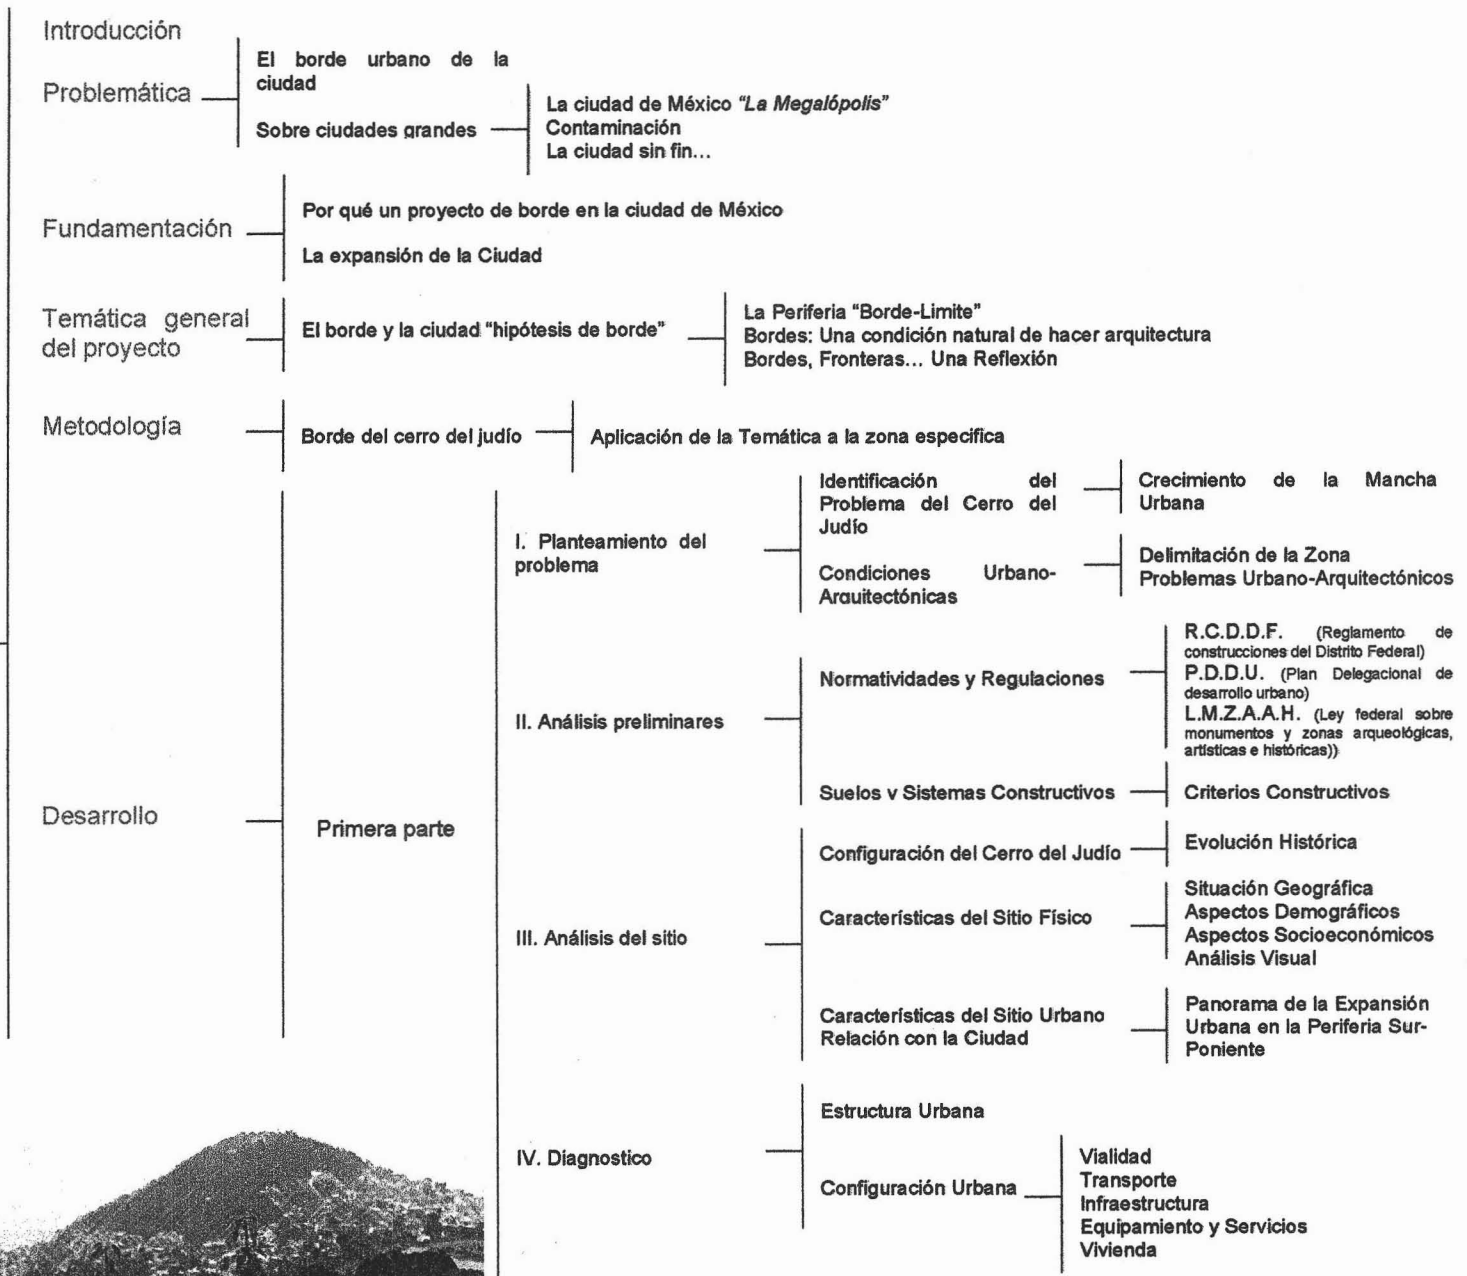 Introducción
Problemática
El borde urbano de la
ciudad
Sobre ciudades grandes
La ciudad de México “La Megalópolis”
Contaminación
La ciudad sin fin...
Fundamentación
Por qué un proyecto de borde en la ciudad de México
La expansión de la Ciudad
Temática general
del proyecto
El borde y la ciudad “hipótesis de borde”
La Periferia “Borde-Limite”
Bordes: Una condición natural de hacer arquitectura
Bordes, Fronteras... Una Reflexión
Metodología
Borde del cerro del judío
Aplicación de la Temática a la zona especifica
Desarrollo
Primera parte
I. Planteamiento del
problema
Identificación del
Problema del Cerro del
Judío
Crecimiento de la Mancha
Urbana
Condiciones Urbano-
Arquitectónicas
Delimitación de la Zona
Problemas Urbano-Arquitectónicos
II. Análisis preliminares
Normatividades y Regulaciones
R.C.D.D.F. (Reglamento de
construcciones del Distrito Federal)
P.D.D.U. (Plan Delegacional de
desarrollo urbano)
L.M.Z.A.A.H. (Ley federal sobre
monumentos y zonas arqueológicas,
artísticas e históricas))
Suelos y Sistemas Constructivos
Criterios Constructivos
III. Análisis del sitio
Configuración del Cerro del Judío
Evolución Histórica
Características del Sitio Físico
Situación Geográfica
Aspectos Demográficos
Aspectos Socioeconómicos
Análisis Visual
Características del Sitio Urbano
Relación con la Ciudad
Panorama de la Expansión
Urbana en la Periferia Sur-
Poniente
IV. Diagnostico
Estructura Urbana
Configuración Urbana
Vialidad
Transporte
Infraestructura
Equipamiento y Servicios
Vivienda